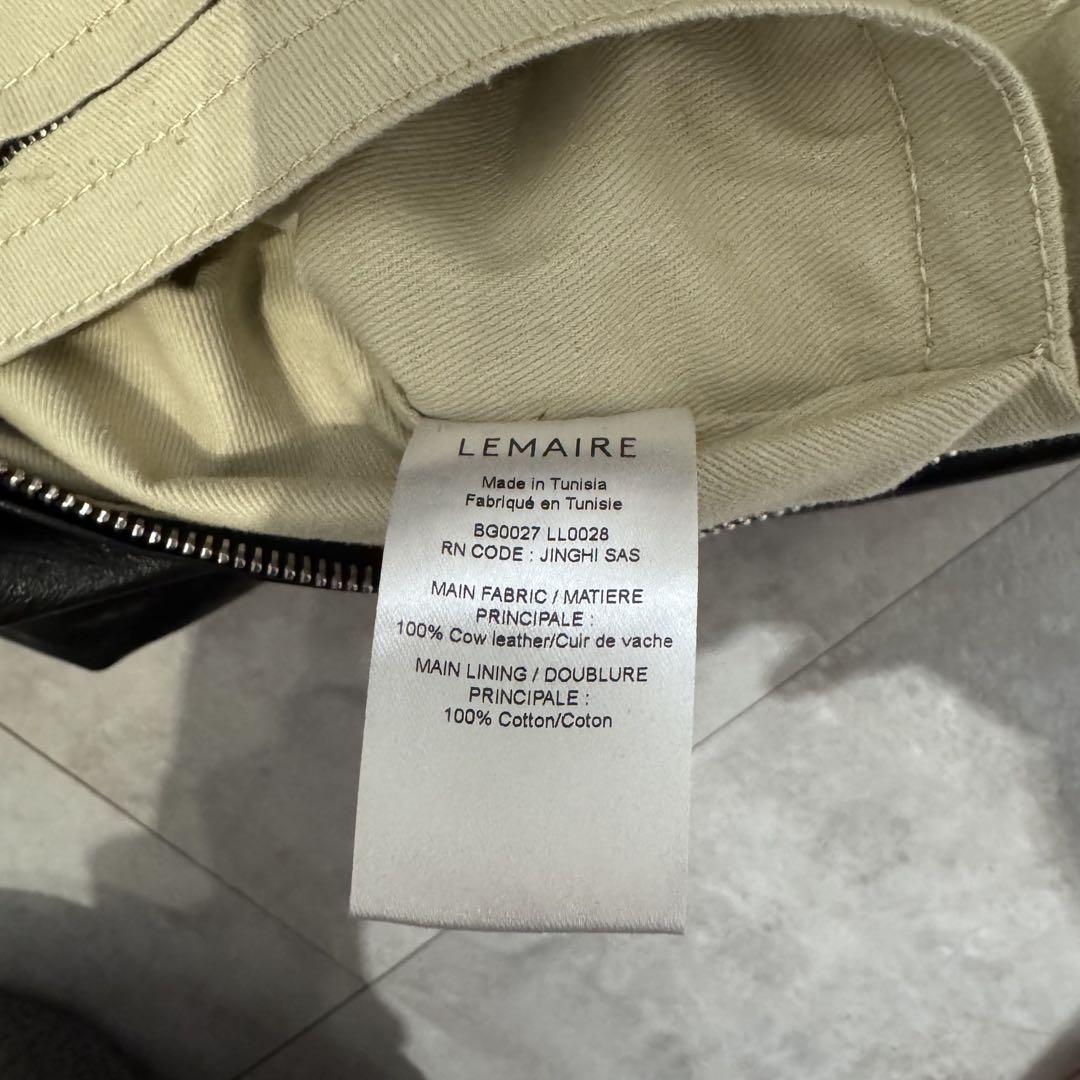 LEMAIRE
Made in Tunisia
Fabriqué en Tunisie
BG0027 LL0028
RN CODE : JINGHI SAS
MAIN FABRIC / MATIERE
PRINCIPALE :
100% Cow leather/Cuir de vache
MAIN LINING / DOUBLURE
PRINCIPALE :
100% Cotton/Coton